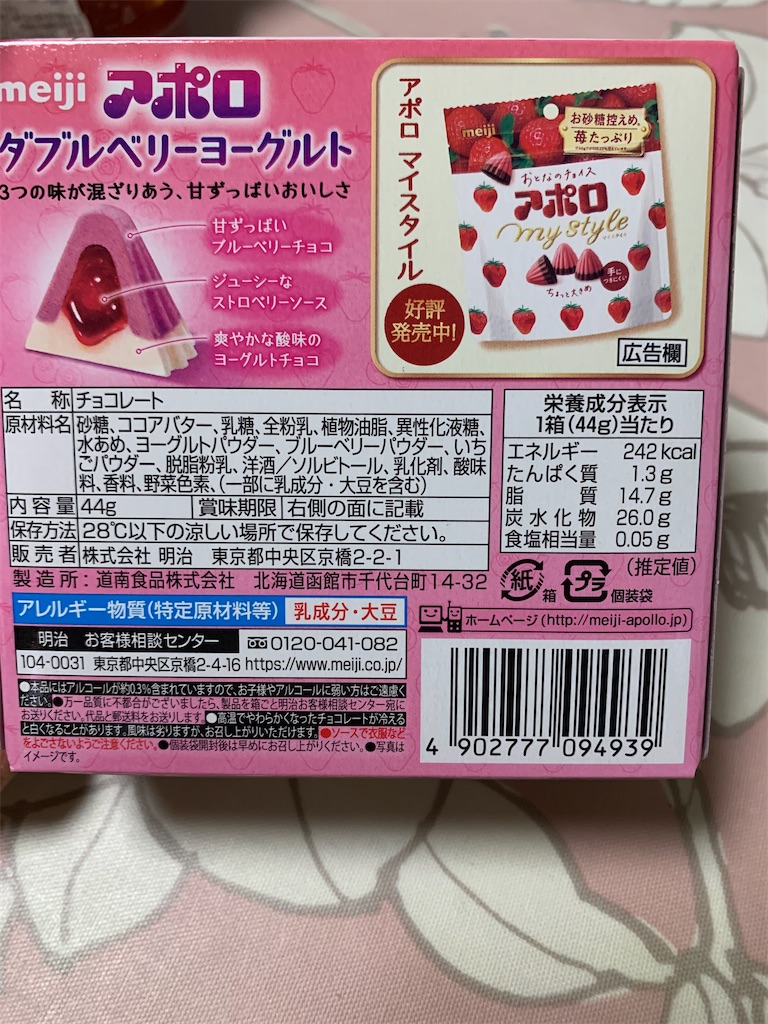 meiji アポロ
ダブルベリーヨーグルト
3つの味が混ざりあう、甘ずっぱいおいしさ
甘ずっぱい
ブルーベリーチョコ
ジューシーな
ストロベリーソース
爽やかな酸味の
ヨーグルトチョコ
アポロ マイスタイル
meiji
お砂糖控えめ、
苺たっぷり
おとなのチョイス
アポロ
my style
マイスタイル
手に
つきにくい
ちょっと大きめ
好評
発売中!
広告欄
名 称 チョコレート
原材料名 砂糖、ココアバター、乳糖、全粉乳、植物油脂、異性化液糖、
水あめ、ヨーグルトパウダー、ブルーベリーパウダー、いち
ごパウダー、脱脂粉乳、洋酒／ソルビトール、乳化剤、酸味
料、香料、野菜色素、(一部に乳成分・大豆を含む)
内容量 44g 賞味期限 右側の面に記載
保存方法 28℃以下の涼しい場所で保存してください。
販売者 株式会社 明治 東京都中央区京橋2-2-1
製造所：道南食品株式会社 北海道函館市千代台町14-32
栄養成分表示
1箱(44g)当たり
エネルギー 242kcal
たんぱく質 1.3g
脂質 14.7g
炭水化物 26.0g
食塩相当量 0.05g
(推定値)
紙 箱 プラ 個装袋
アレルギー物質(特定原材料等) 乳成分・大豆
明治 お客様相談センター 0120-041-082
104-0031 東京都中央区京橋2-4-16 https://www.meiji.co.jp/
ホームページ(http://meiji-apollo.jp)
●本品にはアルコールが約0.3%含まれていますので、お子様やアルコールに弱い方はご遠慮く
ださい。●万一品質に不都合がございましたら、製品を箱ごと明治お客様相談センター宛に
お送りください。代品と郵送料をお送りします。●高温でやわらかくなったチョコレートが冷える
と白くなることがあります。風味は劣りますが、お召し上がりいただけます。●ソースで衣服など
をよごさないようご注意ください。●個装袋開封後は早めにお召し上がりください。●写真は
イメージです。
4 902777 094939